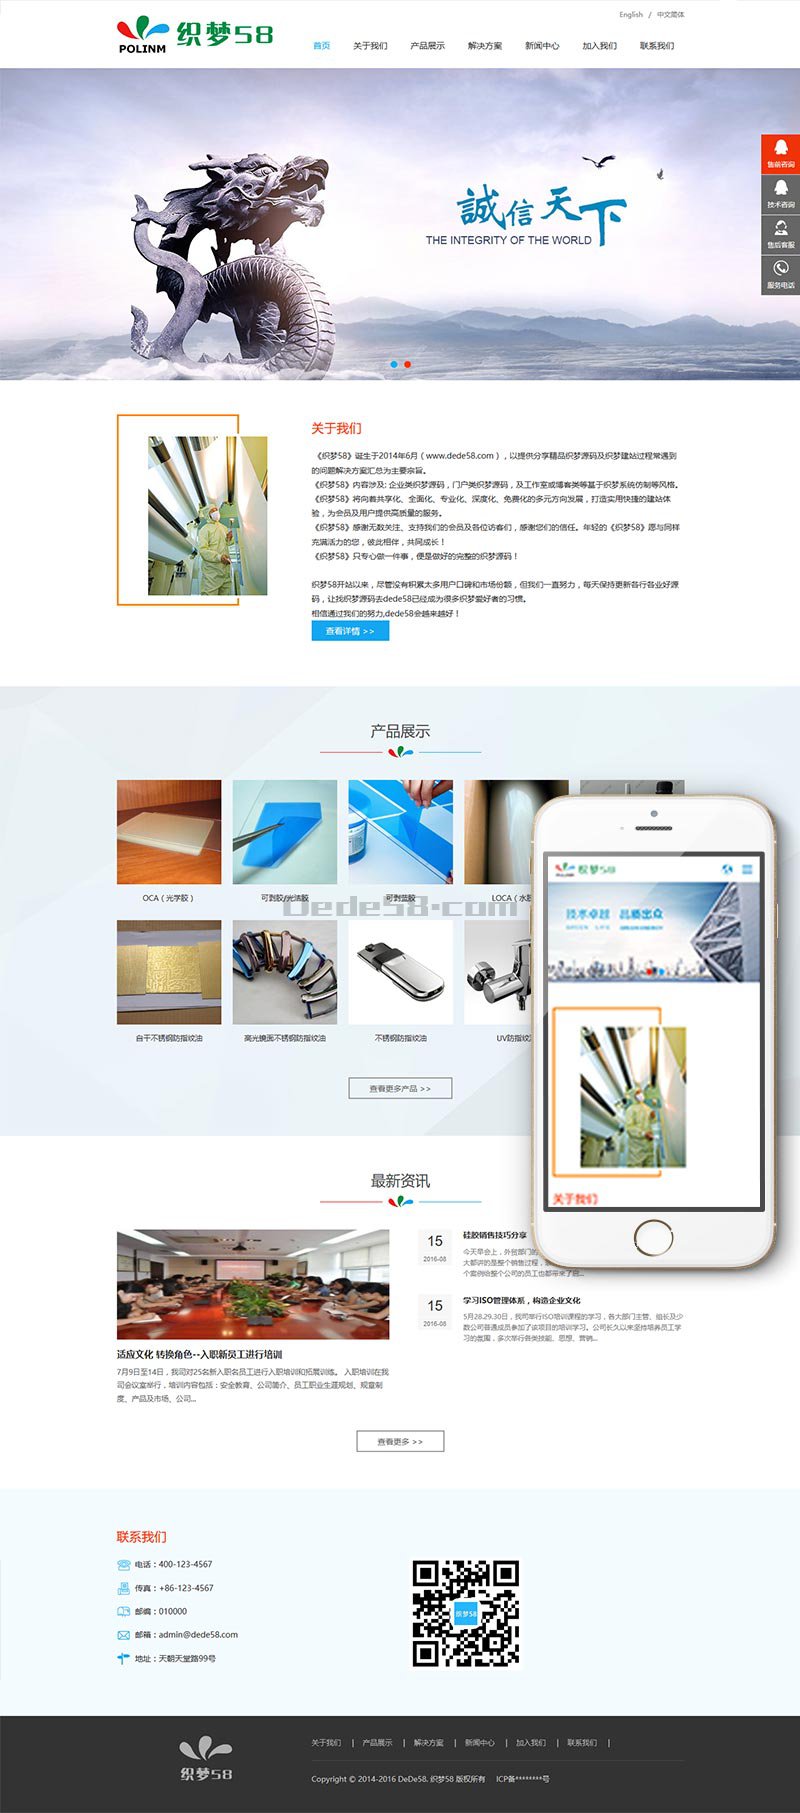 English / 中文简体
POLINM 织梦58
首页 关于我们 产品展示 解决方案 新闻中心 加入我们 联系我们
售前咨询
技术咨询
售后客服
服务电话
誠信天下
THE INTEGRITY OF THE WORLD
关于我们
《织梦58》诞生于2014年6月（www.dede58.com），以提供分享精品织梦源码及织梦建站过程常遇到
的问题解决方案汇总为主要宗旨。
《织梦58》内容涉及: 企业类织梦源码，门户类织梦源码，及工作室或博客类等基于织梦系统仿制等风格。
《织梦58》将向着共享化、全面化、专业化、深度化、免费化的多元方向发展，打造实用快捷的建站体
验，为会员及用户提供高质量的服务。
《织梦58》感谢无数关注、支持我们的会员及各位访客们，感谢您们的信任。年轻的《织梦58》愿与同样
充满活力的您，彼此相伴，共同成长！
《织梦58》只专心做一件事，便是做好的完整的织梦源码！
织梦58开站以来，尽管没有积累太多用户口碑和市场份额，但我们一直努力，每天保持更新各行各业好源
码，让找织梦源码去dede58已经成为很多织梦爱好者的习惯。
相信通过我们的努力,dede58会越来越好！
查看详情 >>
产品展示
OCA（光学胶） 可剥胶/光洁胶 可剥蓝胶 LOCA（水胶
Dede58.com
自干不锈钢防指纹油 高光镜面不锈钢防指纹油 不锈钢防指纹油 UV防指纹
查看更多产品 >>
织梦58
技术卓越 品质出众
GREEN LIFE GREEN ENERGY
关于我们
最新资讯
15
2016-08
硅胶销售技巧分享
今天早会上，外贸部门的
大都讲的是整个销售过程，
个案例给整个公司的员工也都带来了启...
15
2016-08
学习ISO管理体系，构造企业文化
5月28.29.30日，我司举行ISO培训课程的学习，各大部门主管、组长及少
数公司普通成员参加了该项目的培训学习。公司长久以来坚持培养员工学
习的氛围，多次举行各类技能、思想、营销...
适应文化 转换角色--入职新员工进行培训
7月9日至14日，我司对25名新入职名员工进行入职培训和拓展训练。 入职培训在我
司会议室举行，培训内容包括：安全教育、公司简介、员工职业生涯规划、规章制
度、产品及市场、公司...
查看更多 >>
联系我们
电话：400-123-4567
传真：+86-123-4567
邮编：010000
邮箱：admin@dede58.com
地址：天朝天堂路99号
织梦58
织梦58
关于我们 | 产品展示 | 解决方案 | 新闻中心 | 加入我们 | 联系我们 |
Copyright © 2014-2016 DeDe58. 织梦58 版权所有 ICP备********号